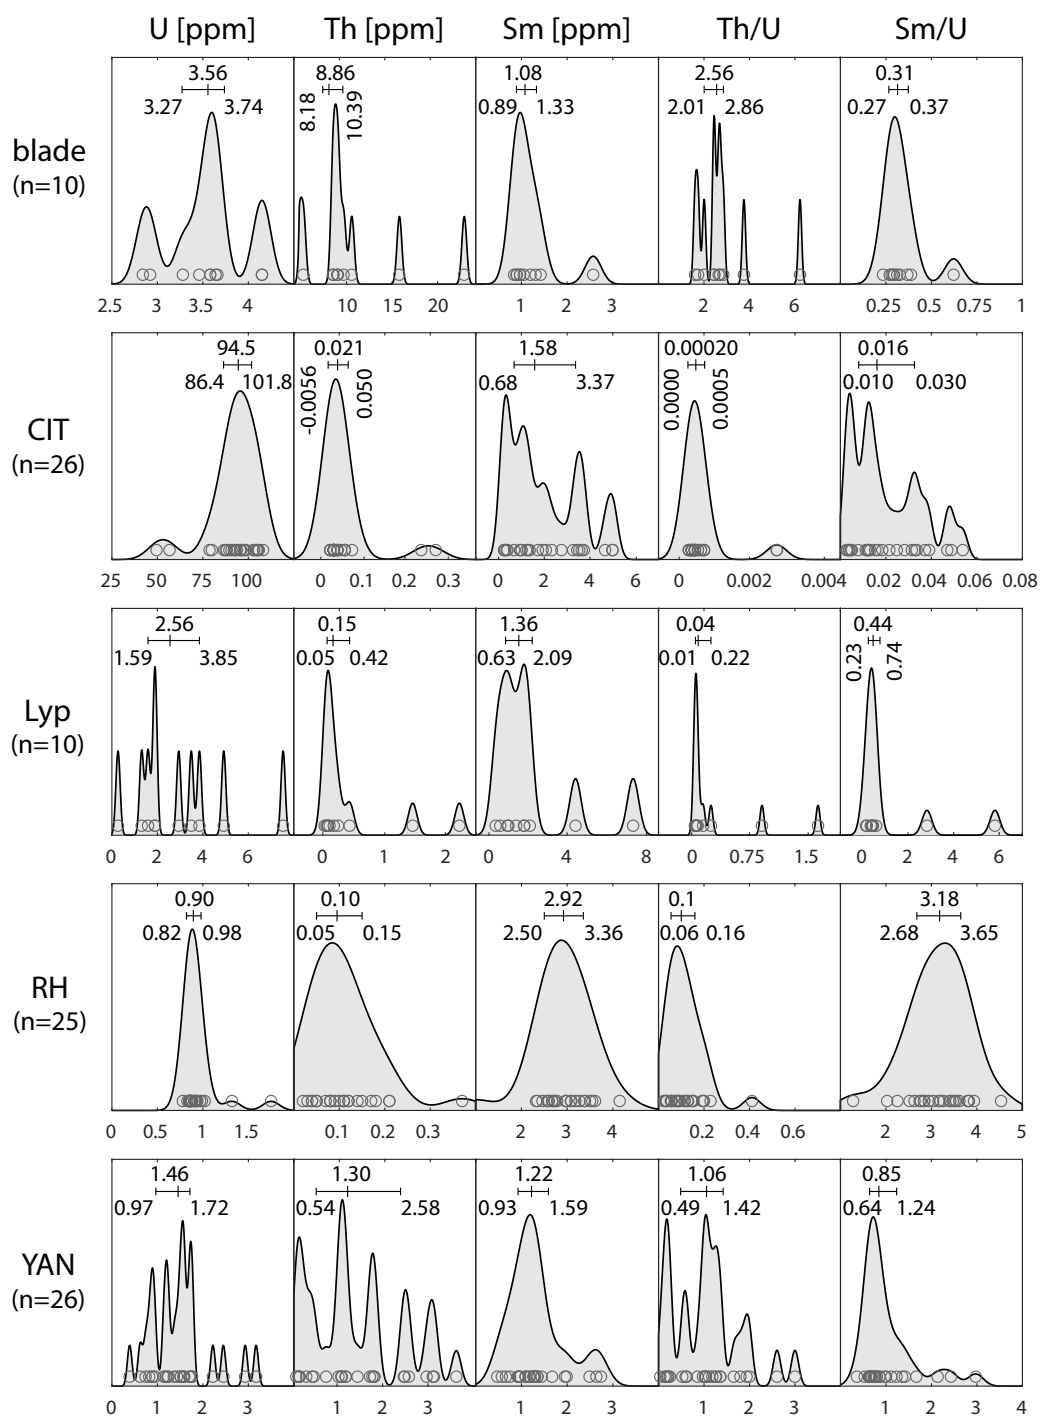 U [ppm] Th [ppm] Sm [ppm] Th/U Sm/U
3.56 8.86 1.08 2.56 0.31
3.27 3.74 8.18 10.39 0.89 1.33 2.01 2.86 0.27 0.37
blade
(n=10)
2.5 3 3.5 4 10 15 20 1 2 3 2 4 6 0.25 0.5 0.75 1
94.5 0.021 1.58 0.00020 0.016
86.4 101.8 -0.0056 0.050 0.68 3.37 0.0000 0.0005 0.010 0.030
CIT
(n=26)
25 50 75 100 0 0.1 0.2 0.3 0 2 4 6 0 0.002 0.004 0.02 0.04 0.06 0.08
2.56 0.15 1.36 0.04 0.44
1.59 3.85 0.05 0.42 0.63 2.09 0.01 0.22 0.23 0.74
Lyp
(n=10)
0 2 4 6 0 1 2 0 4 8 0 0.75 1.5 0 2 4 6
0.90 0.10 2.92 0.1 3.18
0.82 0.98 0.05 0.15 2.50 3.36 0.06 0.16 2.68 3.65
RH
(n=25)
0 0.5 1 1.5 0.1 0.2 0.3 2 3 4 0.2 0.4 0.6 2 3 4 5
1.46 1.30 1.22 1.06 0.85
0.97 1.72 0.54 2.58 0.93 1.59 0.49 1.42 0.64 1.24
YAN
(n=26)
0 1 2 3 1 2 3 1 2 3 1 2 3 1 2 3 4